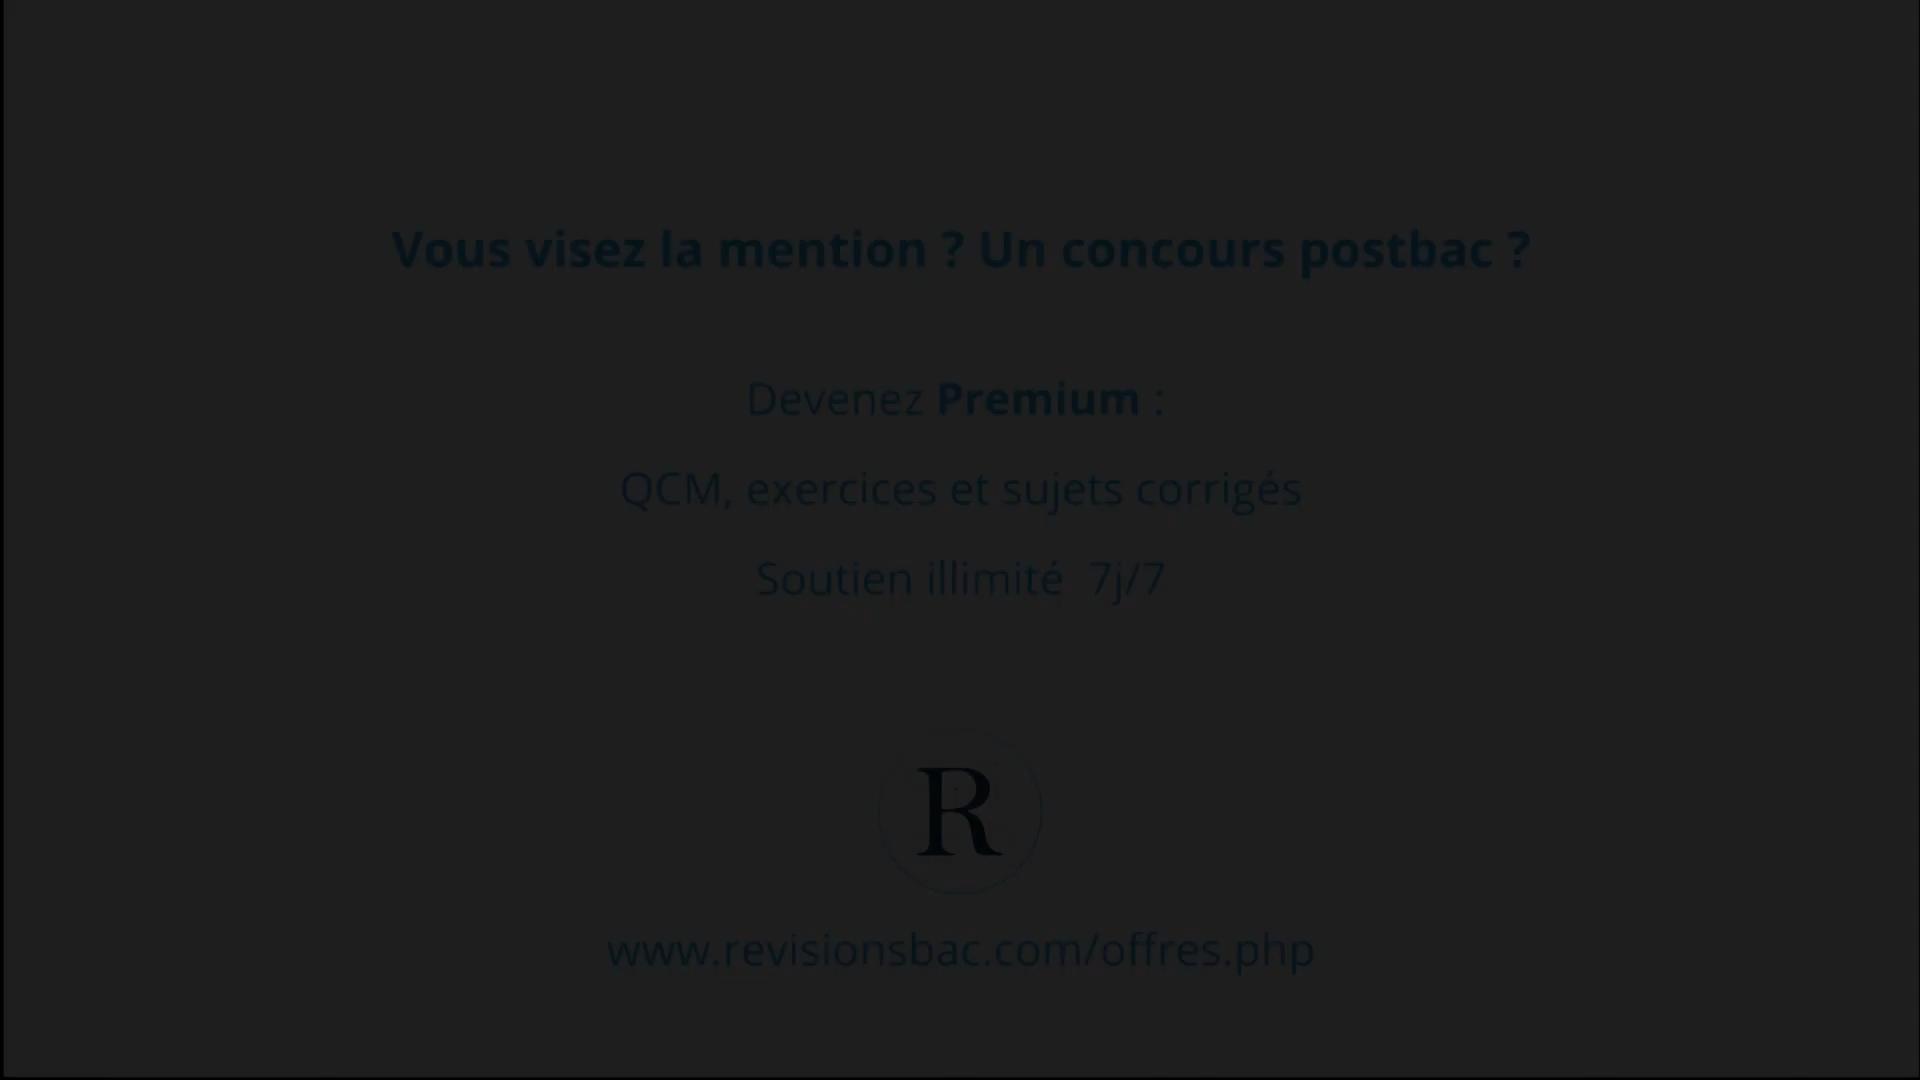 Vous visez la mention ? Un concours postbac ?
Devenez Premium :
QCM, exercices et sujets corrigés
Soutien illimité 7j/7
R
www.revisionsbac.com/offres.php